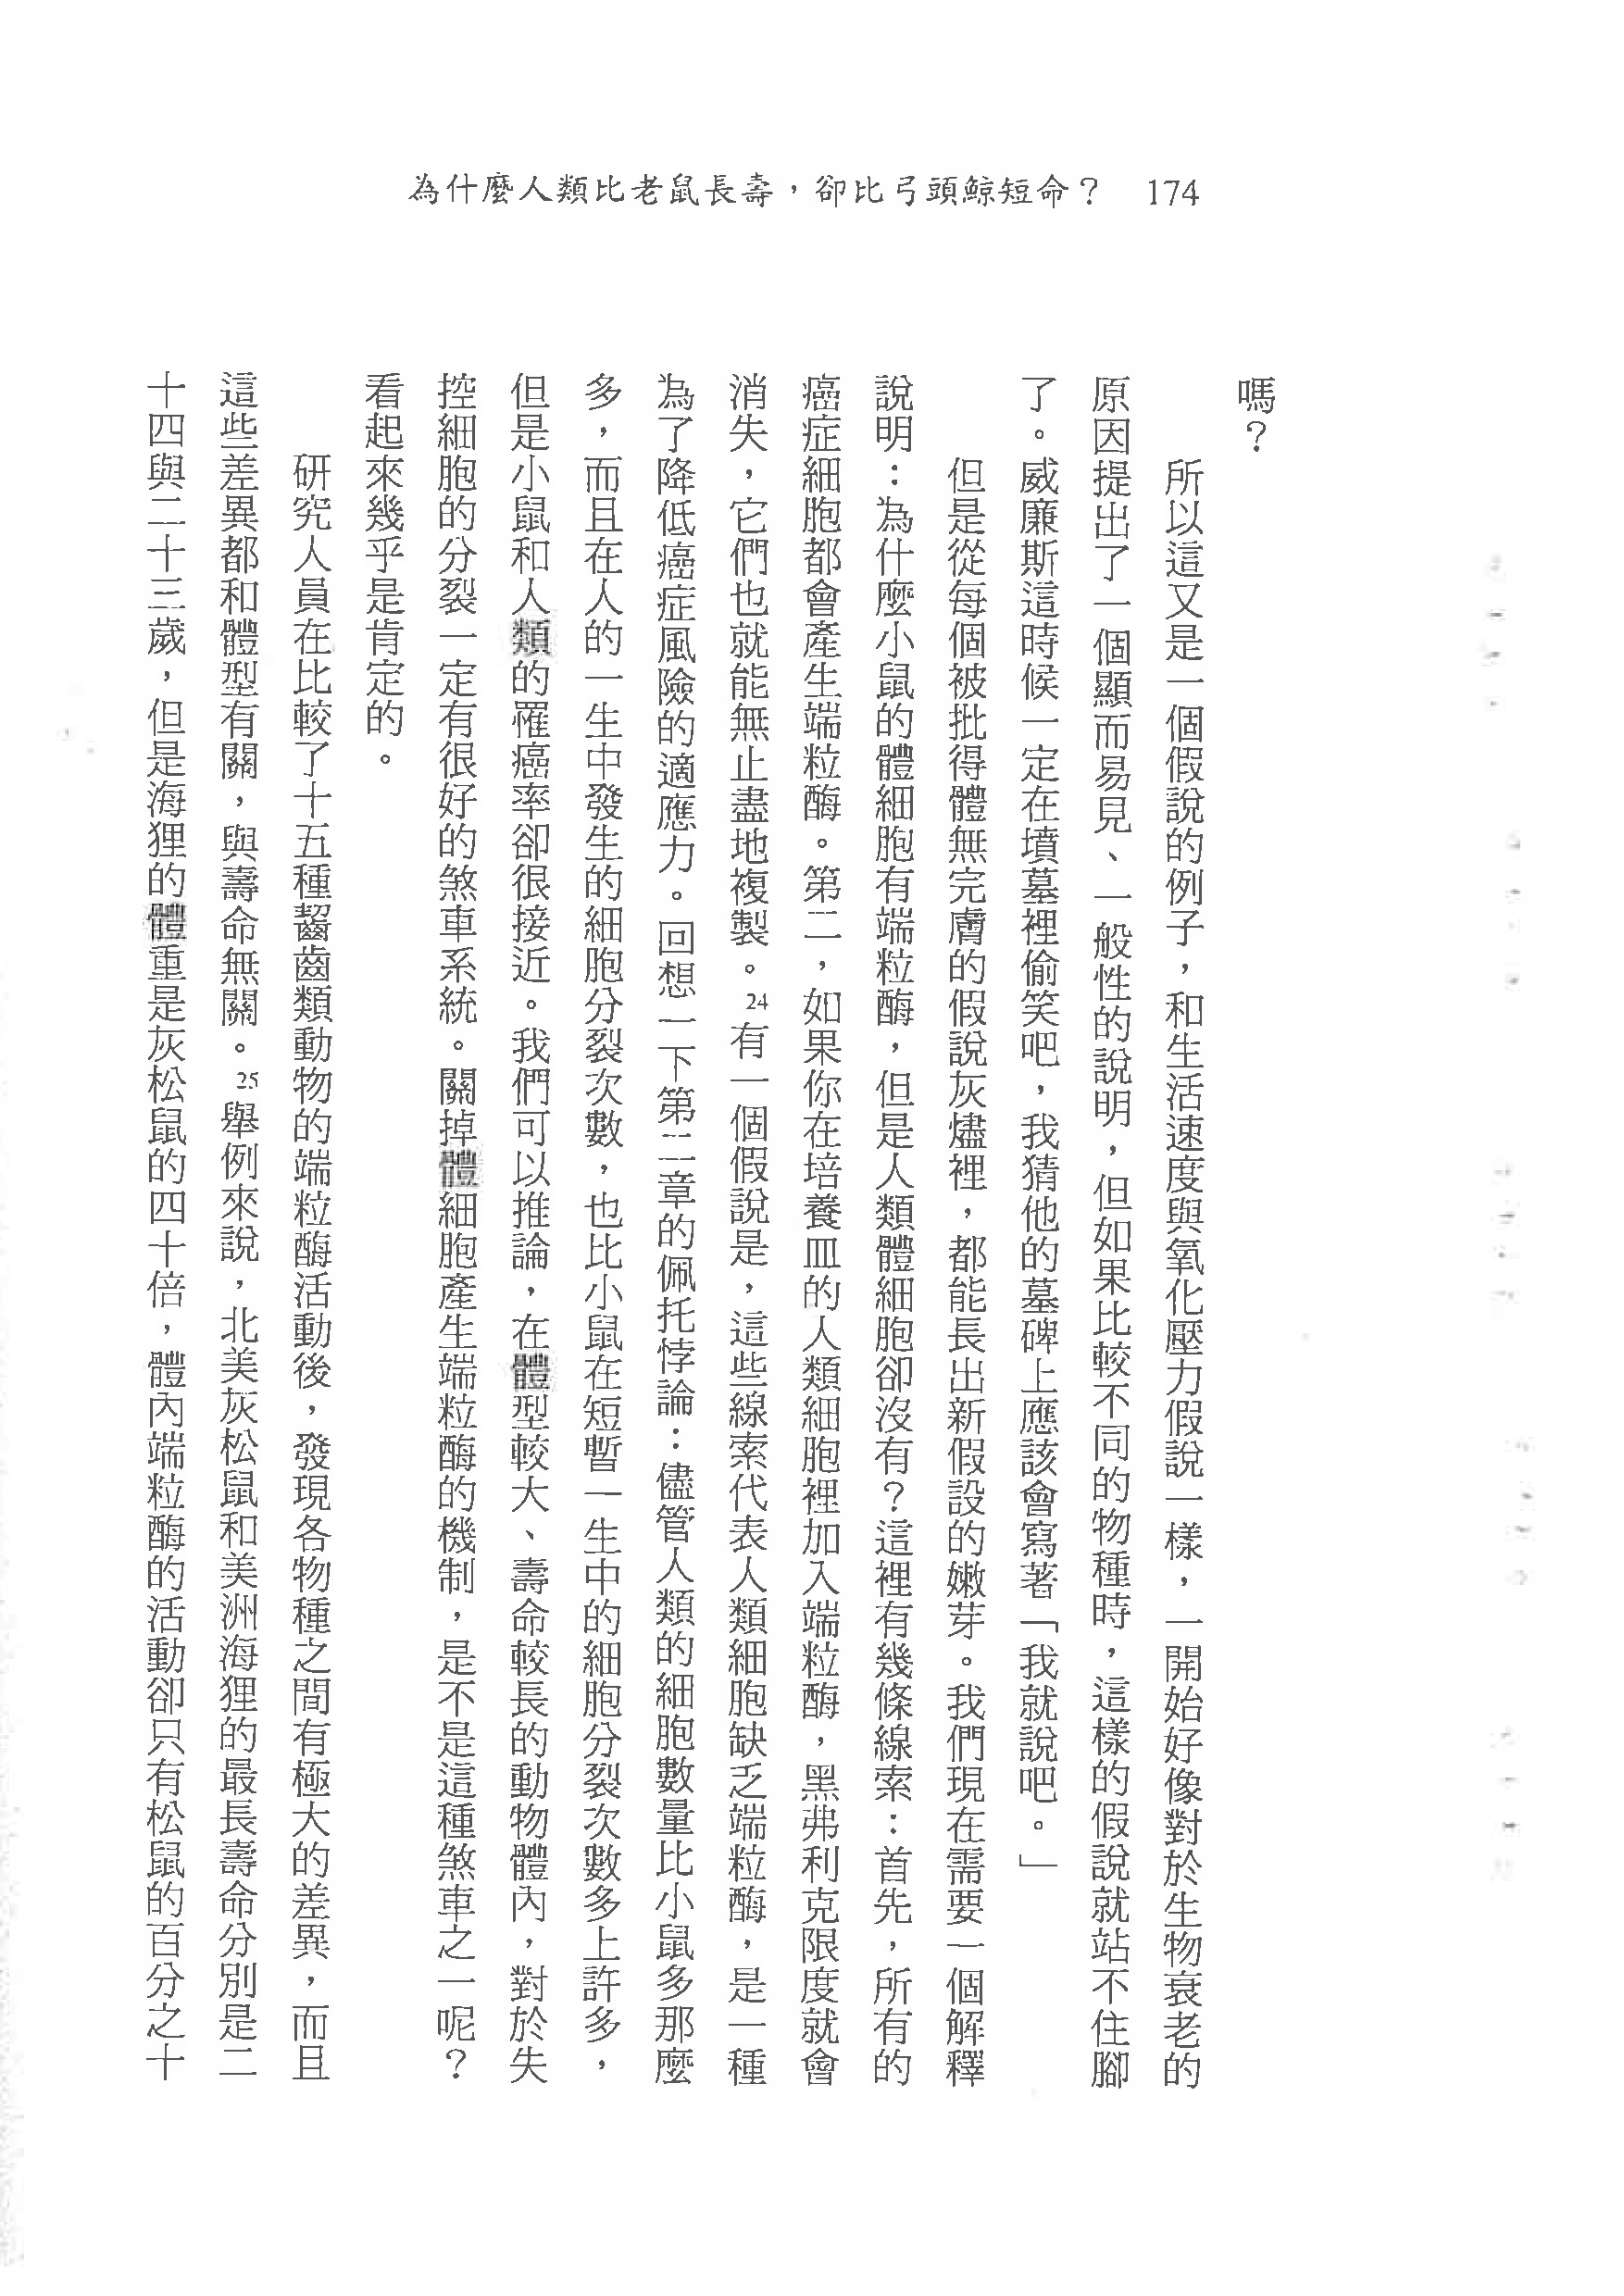 為什麼人類比老鼠長壽，卻比弓頭鯨短命？ 174
嗎？
所以這又是一個假說的例子，和生活速度與氧化壓力假說一樣，一開始好像對於生物衰老的
原因提出了一個顯而易見、一般性的說明，但如果比較不同的物種時，這樣的假說就站不住腳
了。威廉斯這時候一定在墳墓裡偷笑吧，我猜他的墓碑上應該會寫著「我就說吧。」
但是從每個被批得體無完膚的假說灰燼裡，都能長出新假設的嫩芽。我們現在需要一個解釋
說明：為什麼小鼠的體細胞有端粒酶，但是人類體細胞卻沒有？這裡有幾條線索：首先，所有的
癌症細胞都會產生端粒酶。第二，如果你在培養皿的人類細胞裡加入端粒酶，黑弗利克限度就會
消失，它們也就能無止盡地複製。24有一個假說是，這些線索代表人類細胞缺乏端粒酶，是一種
為了降低癌症風險的適應力。回想一下第二章的佩托悖論：儘管人類的細胞數量比小鼠多那麼
多，而且在人的一生中發生的細胞分裂次數，也比小鼠在短暫一生中的細胞分裂次數多上許多，
但是小鼠和人類的罹癌率卻很接近。我們可以推論，在體型較大、壽命較長的動物體內，對於失
控細胞的分裂一定有很好的煞車系統。關掉體細胞產生端粒酶的機制，是不是這種煞車之一呢？
看起來幾乎是肯定的。
研究人員在比較了十五種齧齒類動物的端粒酶活動後，發現各物種之間有極大的差異，而且
這些差異都和體型有關，與壽命無關。25舉例來說，北美灰松鼠和美洲海狸的最長壽命分別是二
十四與二十三歲，但是海狸的體重是灰松鼠的四十倍，體內端粒酶的活動卻只有松鼠的百分之十